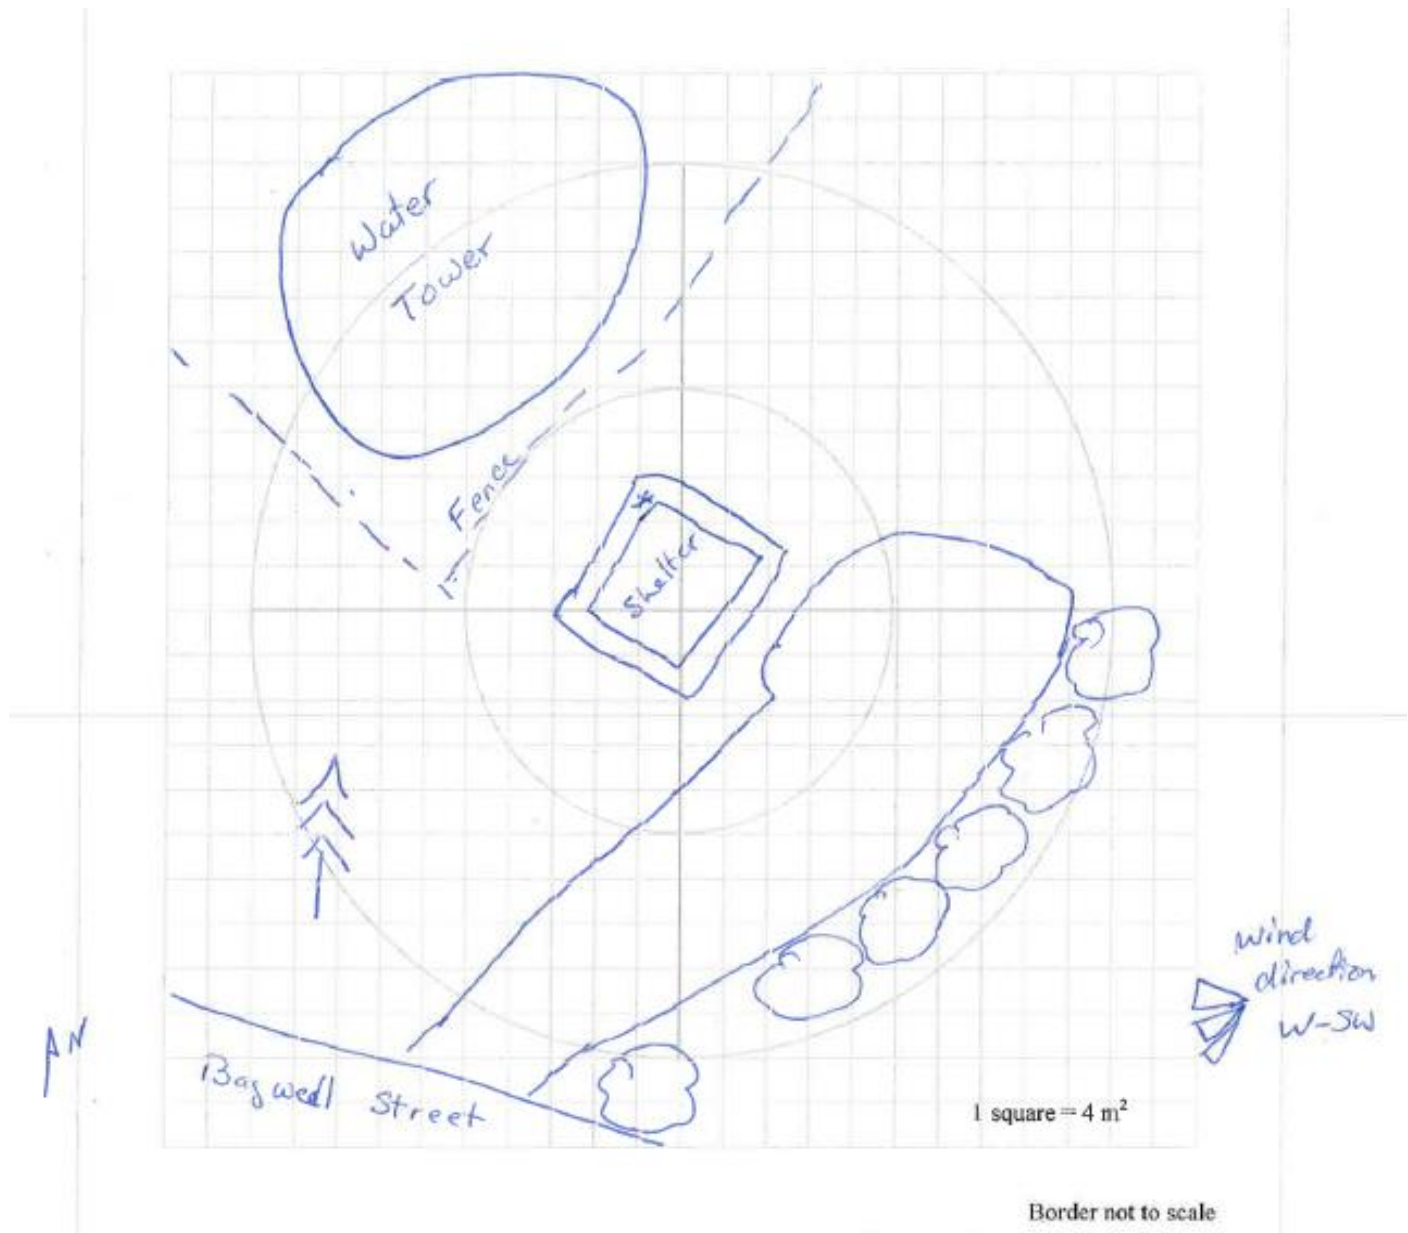 Water
Tower
Fence
Shelter
*
wind
direction
W-SW
N
Bagwell Street
1 square = 4 m²
Border not to scale